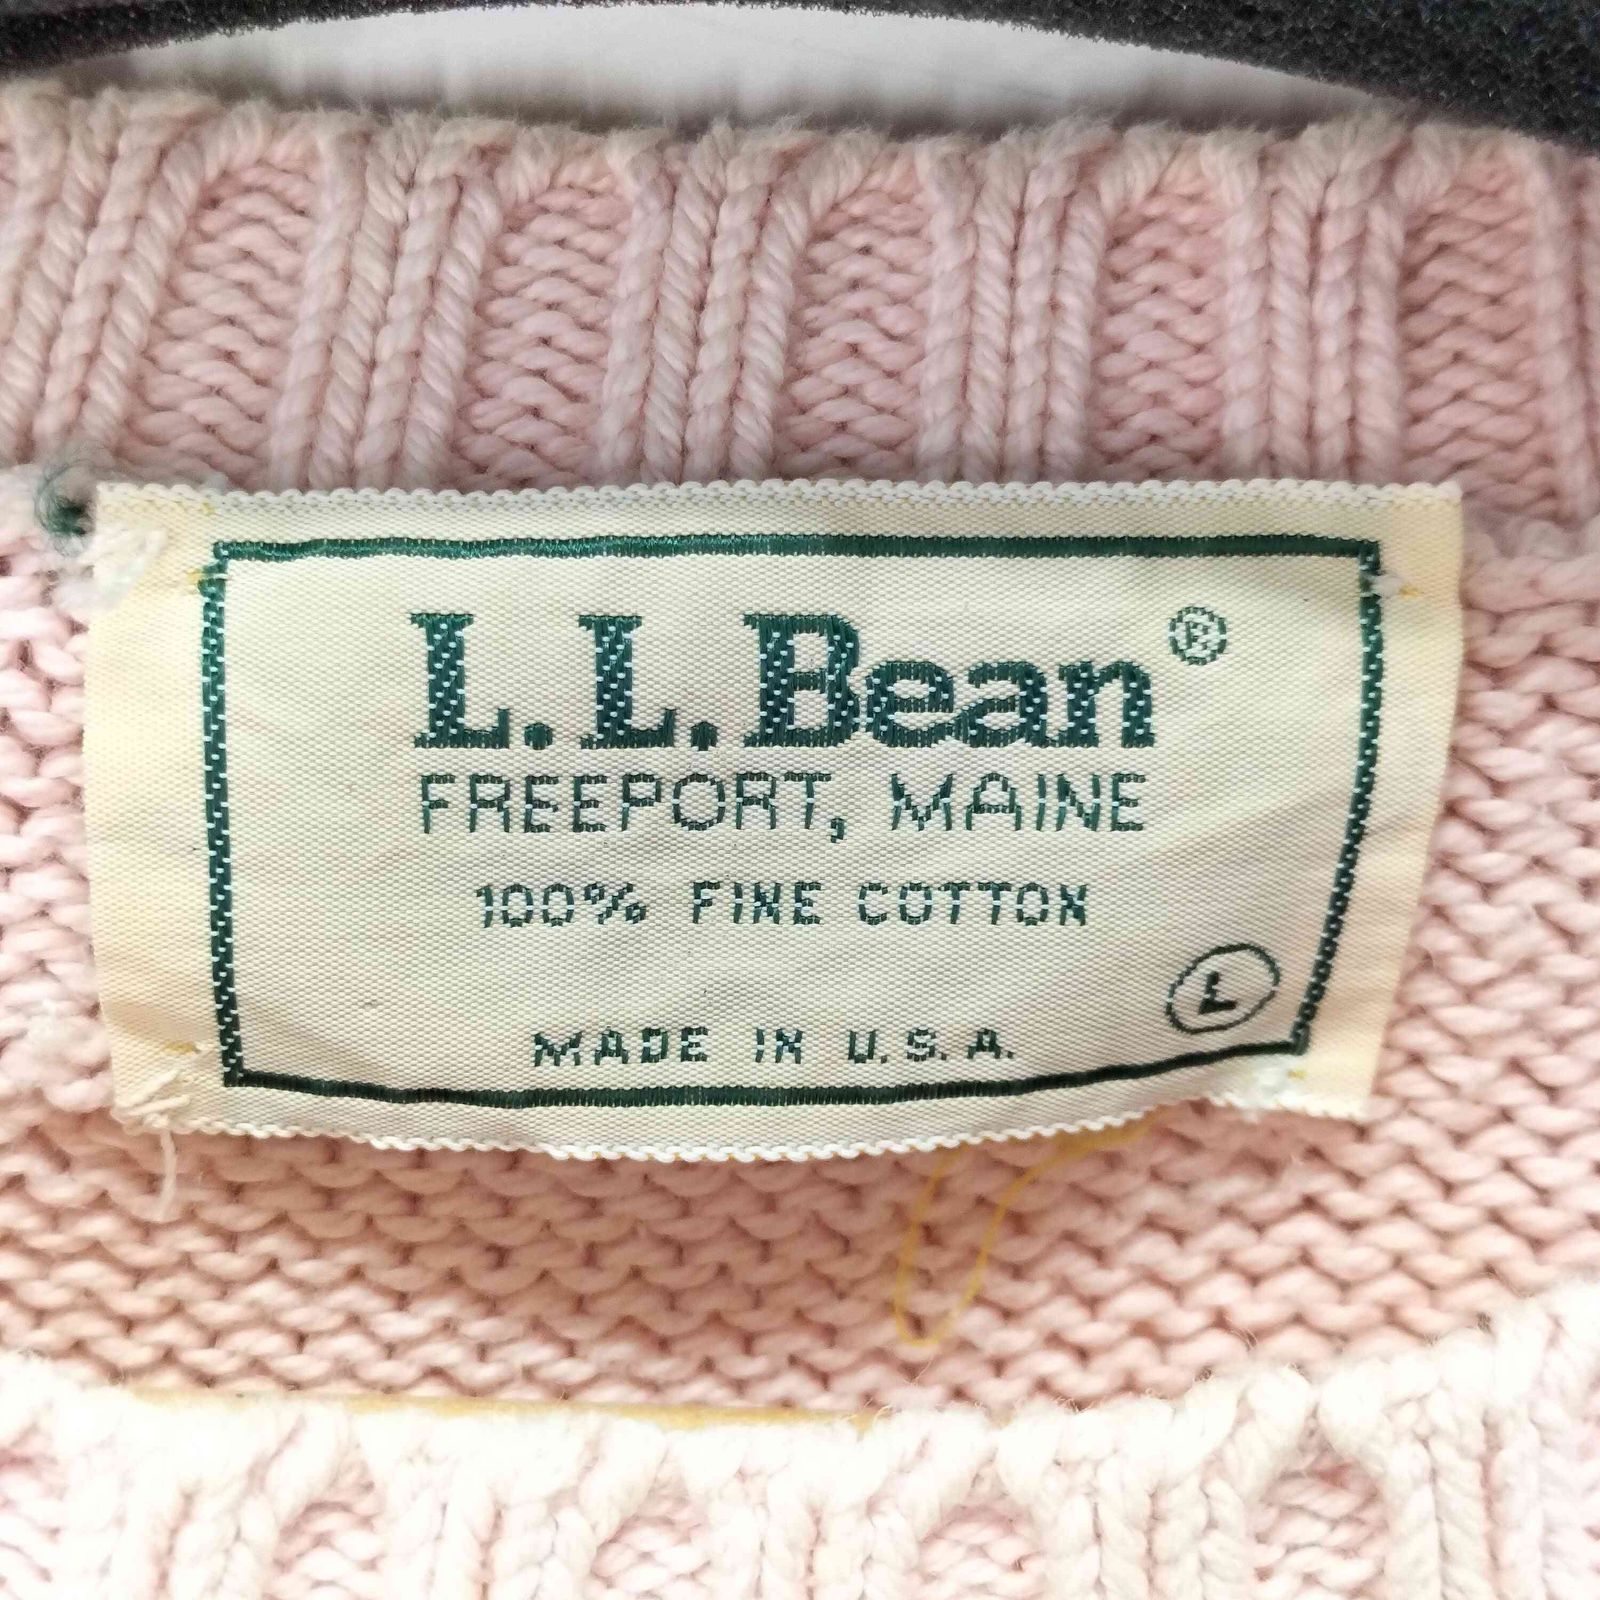 L.L.Bean®
FREEPORT, MAINE
100% FINE COTTON
L
MADE IN U.S.A.